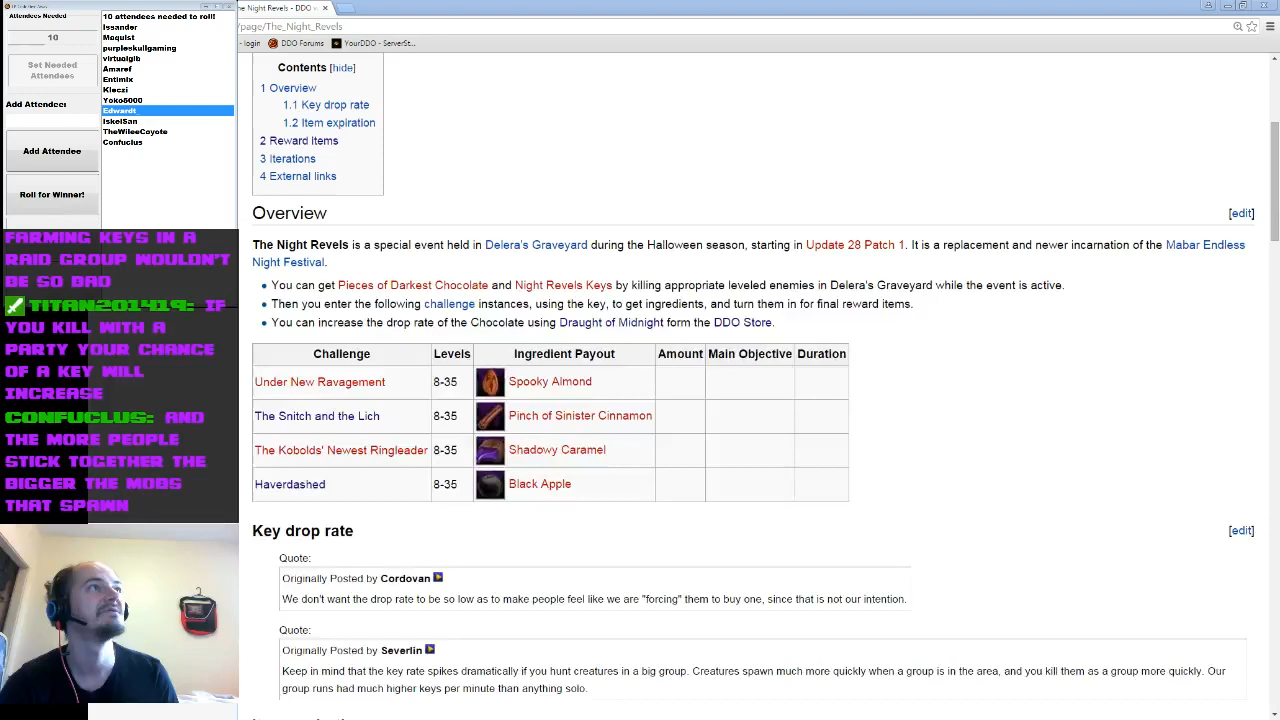 Attendees Needed
10
Set Needed
Attendees
Add Attendee:
Add Attendee
Roll for Winner!
10 attendees needed to roll!
Issander
Maquist
purpleskullgaming
virtualgib
Amaref
Entimix
Kleczi
Yoko5000
Edwardt
IskelSan
TheWileeCoyote
Confuclus
FARMING KEYS IN A
RAID GROUP WOULDN'T
BE SO BAD
TITAN201419: IF
YOU KILL WITH A
PARTY YOUR CHANCE
OF A KEY WILL
INCREASE
CONFUCLUS: AND
THE MORE PEOPLE
STICK TOGETHER THE
BIGGER THE MOBS
THAT SPAWN
he Night Revels - DDO
page/The_Night_Revels
- login DDO Forums YourDDO - ServerSt...
Contents [hide]
1 Overview
1.1 Key drop rate
1.2 Item expiration
2 Reward items
3 Iterations
4 External links
Overview [edit]
The Night Revels is a special event held in Delera's Graveyard during the Halloween season, starting in Update 28 Patch 1. It is a replacement and newer incarnation of the Mabar Endless
Night Festival.
You can get Pieces of Darkest Chocolate and Night Revels Keys by killing appropriate leveled enemies in Delera's Graveyard while the event is active.
Then you enter the following challenge instances, using the key, to get ingredients, and turn them in for final reward items.
You can increase the drop rate of the Chocolate using Draught of Midnight form the DDO Store.
Challenge Levels Ingredient Payout Amount Main Objective Duration
Under New Ravagement 8-35 Spooky Almond
The Snitch and the Lich 8-35 Pinch of Sinister Cinnamon
The Kobolds' Newest Ringleader 8-35 Shadowy Caramel
Haverdashed 8-35 Black Apple
Key drop rate [edit]
Quote:
Originally Posted by Cordovan
We don't want the drop rate to be so low as to make people feel like we are "forcing" them to buy one, since that is not our intention.
Quote:
Originally Posted by Severlin
Keep in mind that the key rate spikes dramatically if you hunt creatures in a big group. Creatures spawn much more quickly when a group is in the area, and you kill them as a group more quickly. Our
group runs had much higher keys per minute than anything solo.